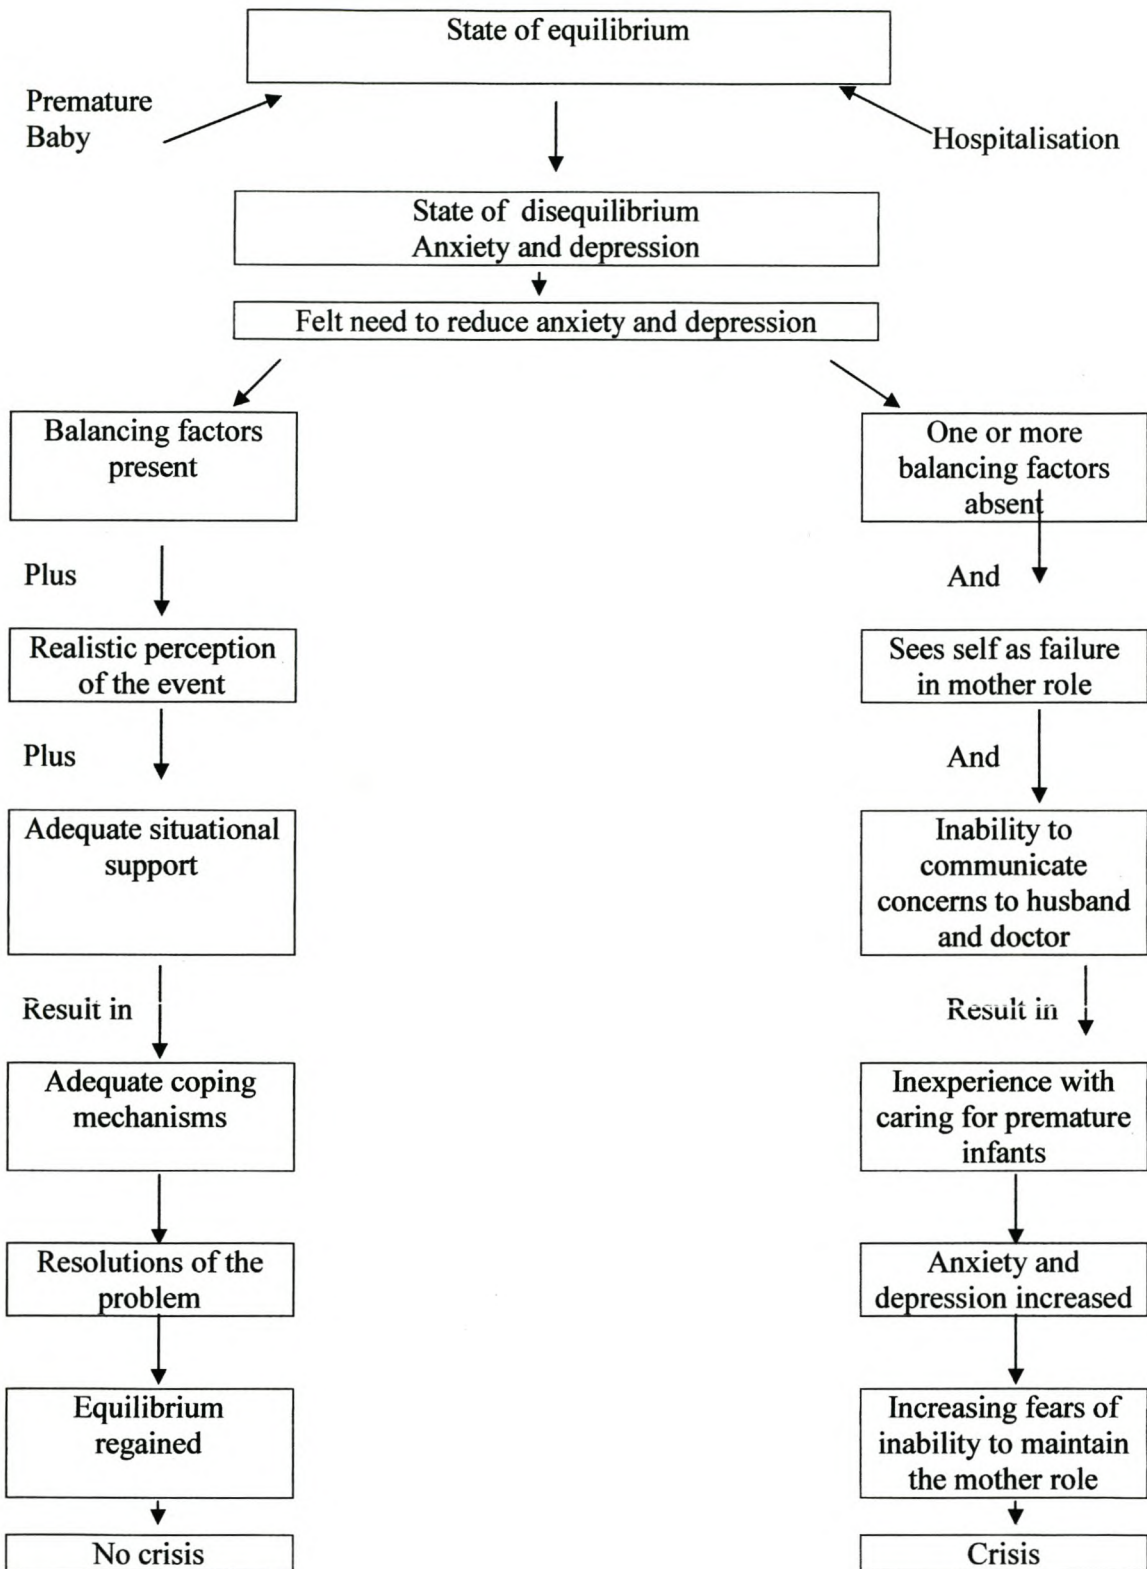 State of equilibrium
Premature
Baby
Hospitalisation
State of disequilibrium
Anxiety and depression
Felt need to reduce anxiety and depression
Balancing factors
present
One or more
balancing factors
absent
Plus
And
Realistic perception
of the event
Sees self as failure
in mother role
Plus
And
Adequate situational
support
Inability to
communicate
concerns to husband
and doctor
Result in
Result in
Adequate coping
mechanisms
Inexperience with
caring for premature
infants
Resolutions of the
problem
Anxiety and
depression increased
Equilibrium
regained
Increasing fears of
inability to maintain
the mother role
No crisis
Crisis